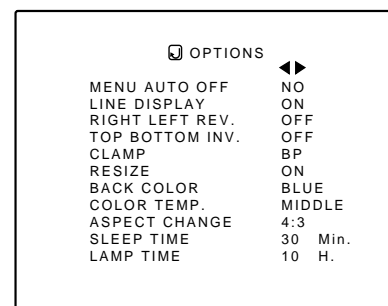 OPTIONS
MENU AUTO OFF NO
LINE DISPLAY ON
RIGHT LEFT REV. OFF
TOP BOTTOM INV. OFF
CLAMP BP
RESIZE ON
BACK COLOR BLUE
COLOR TEMP. MIDDLE
ASPECT CHANGE 4:3
SLEEP TIME 30 Min.
LAMP TIME 10 H.